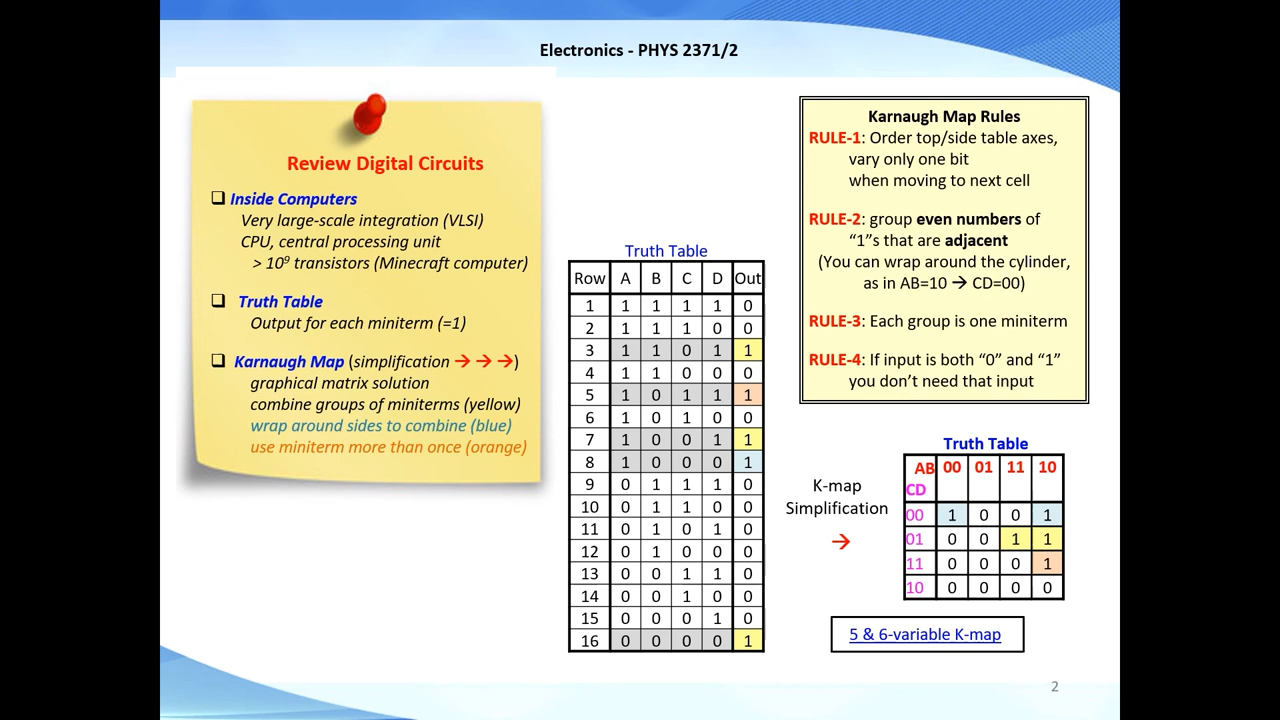 Electronics - PHYS 2371/2
Review Digital Circuits
❑ Inside Computers
Very large-scale integration (VLSI)
CPU, central processing unit
> 10⁹ transistors (Minecraft computer)
❑ Truth Table
Output for each miniterm (=1)
❑ Karnaugh Map (simplification → → →)
graphical matrix solution
combine groups of miniterms (yellow)
wrap around sides to combine (blue)
use miniterm more than once (orange)
Truth Table
Row A B C D Out
1 1 1 1 1 0
2 1 1 1 0 0
3 1 1 0 1 1
4 1 1 0 0 0
5 1 0 1 1 1
6 1 0 1 0 0
7 1 0 0 1 1
8 1 0 0 0 1
9 0 1 1 1 0
10 0 1 1 0 0
11 0 1 0 1 0
12 0 1 0 0 0
13 0 0 1 1 0
14 0 0 1 0 0
15 0 0 0 1 0
16 0 0 0 0 1
Karnaugh Map Rules
RULE-1: Order top/side table axes,
vary only one bit
when moving to next cell
RULE-2: group even numbers of
“1”s that are adjacent
(You can wrap around the cylinder,
as in AB=10 → CD=00)
RULE-3: Each group is one miniterm
RULE-4: If input is both “0” and “1”
you don’t need that input
K-map
Simplification
→
Truth Table
AB 00 01 11 10
CD
00 1 0 0 1
01 0 0 1 1
11 0 0 0 1
10 0 0 0 0
5 & 6-variable K-map
2